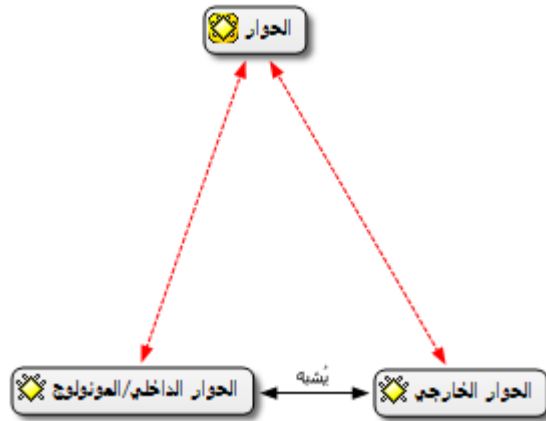 الحوار
يُشبه
الحوار الخارجي
الحوار الداخلي/المونولوج